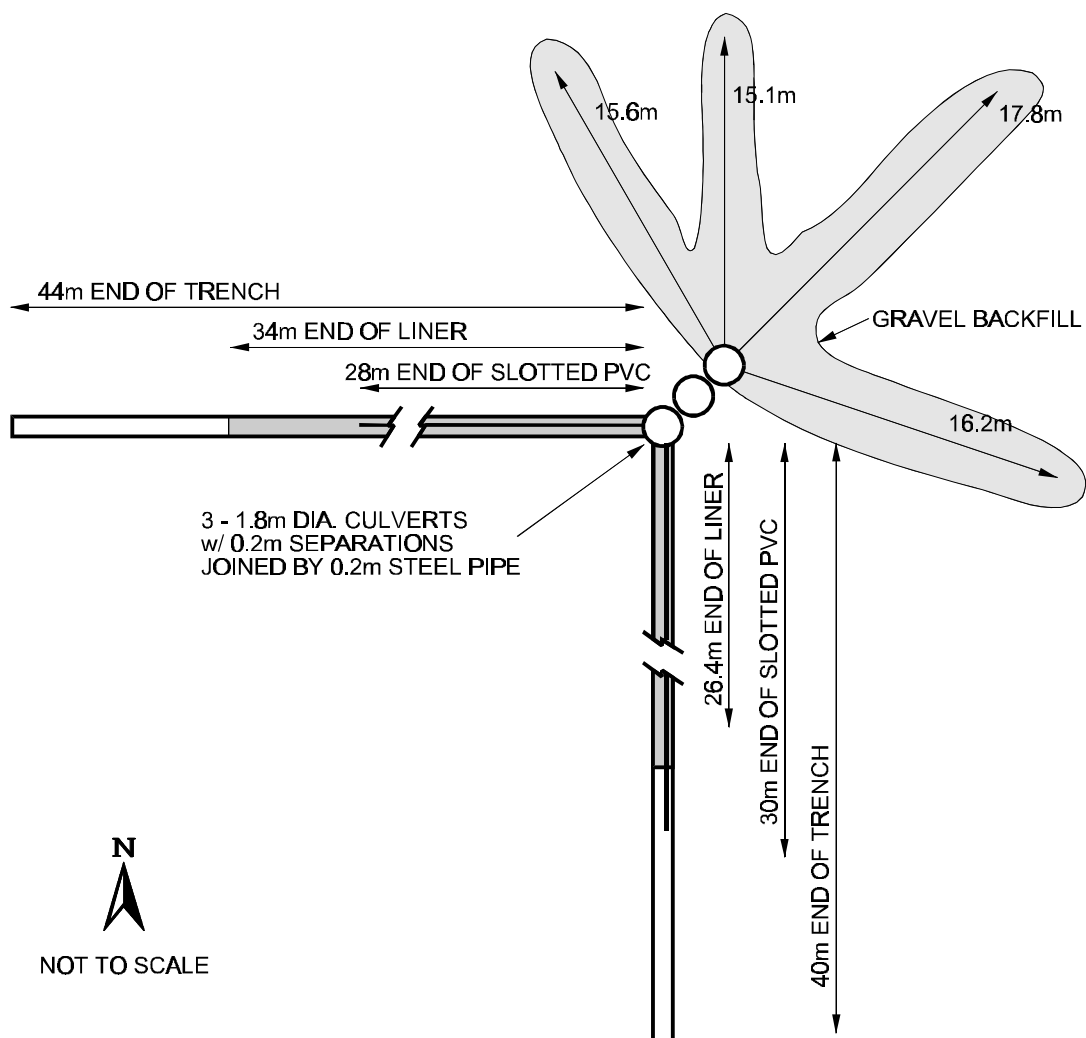 15.6m
15.1m
17.8m
44m END OF TRENCH
34m END OF LINER
GRAVEL BACKFILL
28m END OF SLOTTED PVC
16.2m
3 - 1.8m DIA. CULVERTS
w/ 0.2m SEPARATIONS
JOINED BY 0.2m STEEL PIPE
26.4m END OF LINER
30m END OF SLOTTED PVC
40m END OF TRENCH
N
NOT TO SCALE